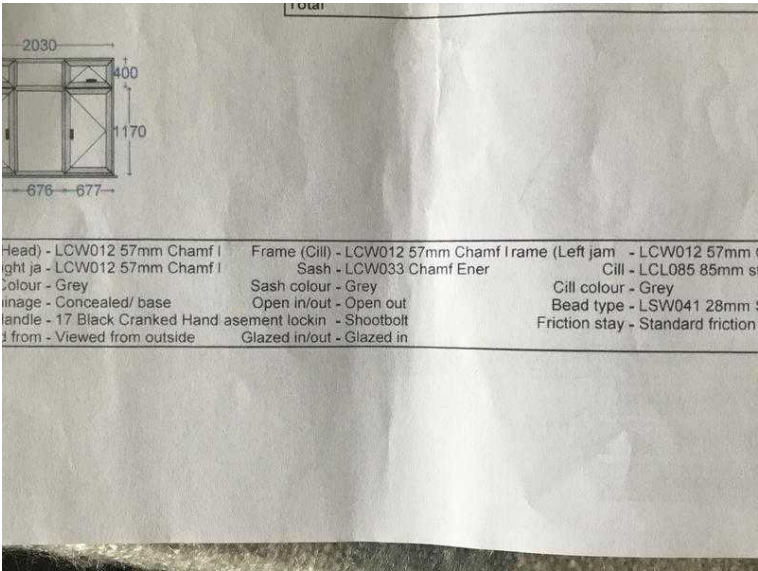 Total
2030
400
1170
676 677
Head) - LCW012 57mm Chamf l Frame (Cill) - LCW012 57mm Chamf l rame (Left jam - LCW012 57mm
ight ja - LCW012 57mm Chamf l Sash - LCW033 Chamf Ener Cill - LCL085 85mm st
Colour - Grey Sash colour - Grey Cill colour - Grey
inage - Concealed/ base Open in/out - Open out Bead type - LSW041 28mm S
Handle - 17 Black Cranked Hand asement lockin - Shootbolt Friction stay - Standard friction
d from - Viewed from outside Glazed in/out - Glazed in